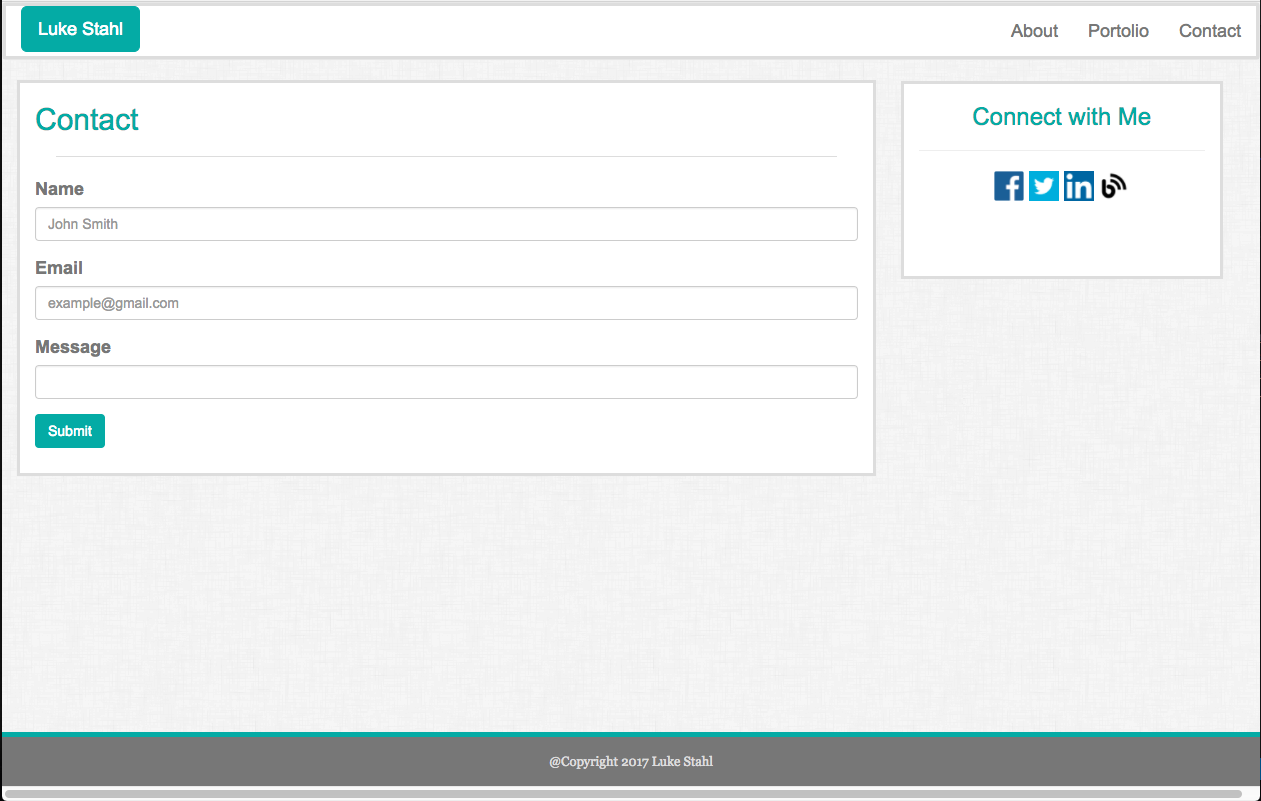 Luke Stahl
About Portolio Contact
Contact
Name
John Smith
Email
example@gmail.com
Message
Submit
Connect with Me
@Copyright 2017 Luke Stahl